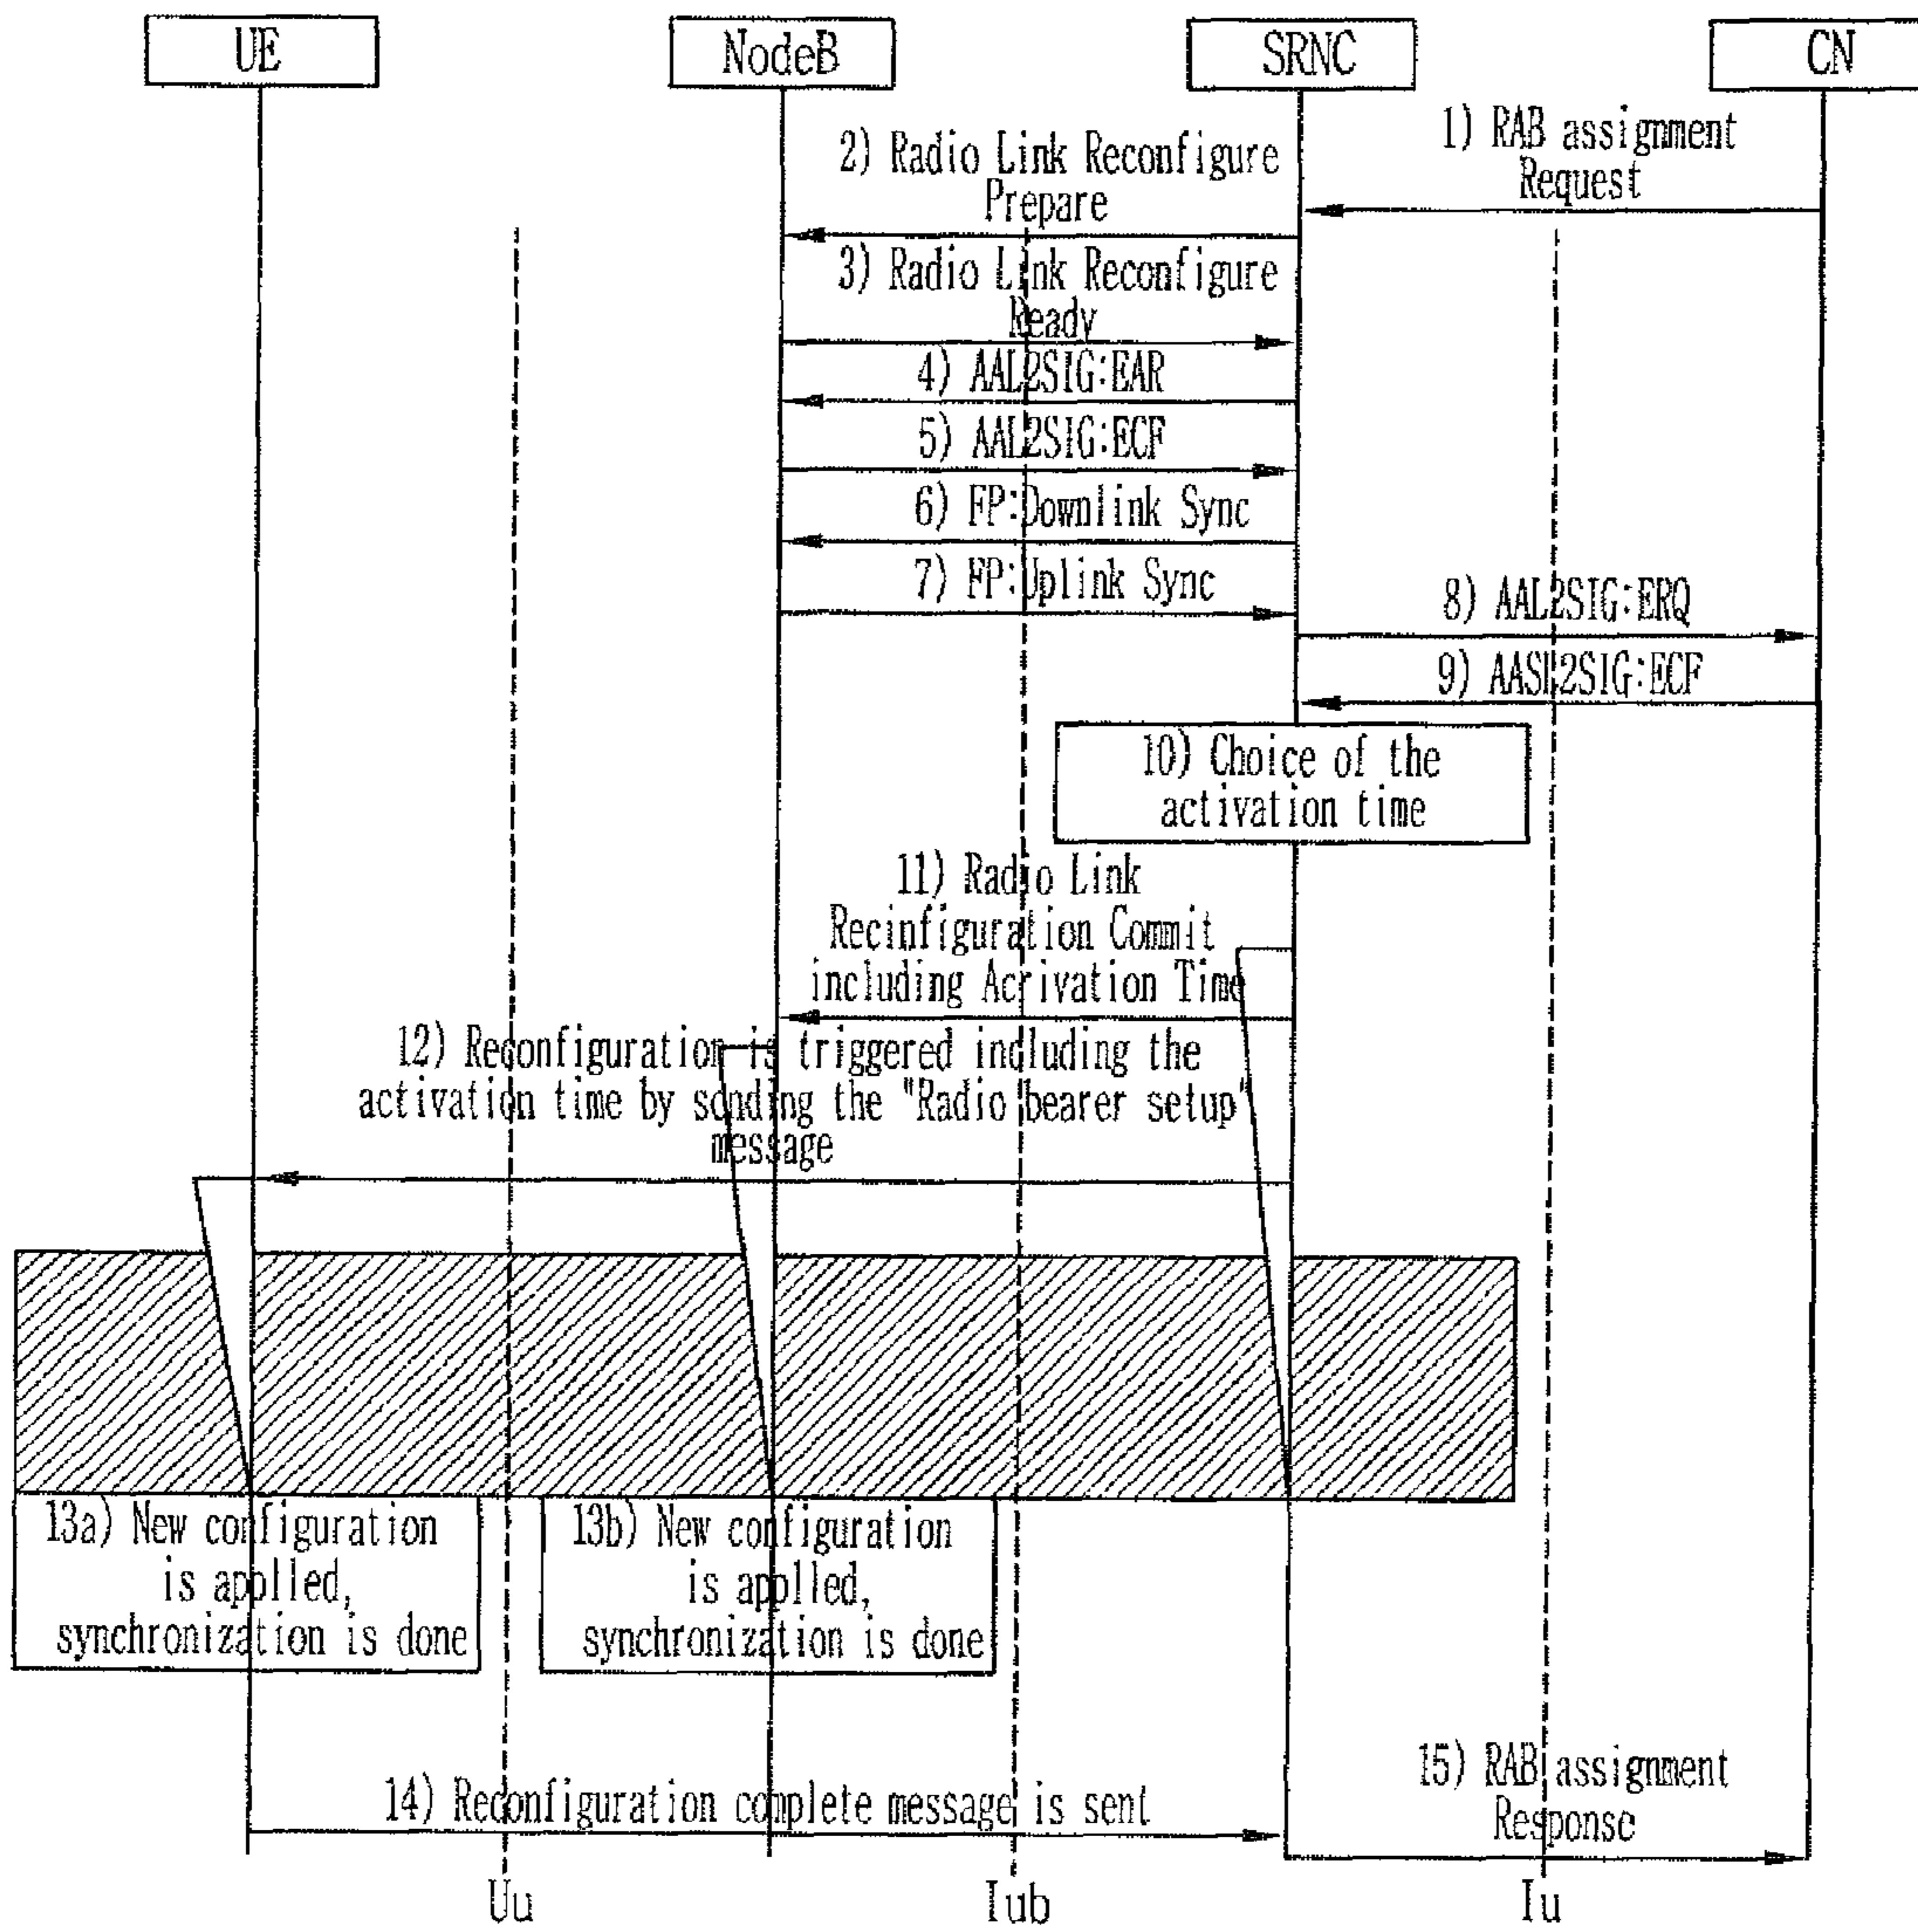 UE
NodeB
SRNC
CN
1) RAB assignment
Request
2) Radio Link Reconfigure
Prepare
3) Radio Link Reconfigure
Ready
4) AAL2SIG:EAR
5) AAL2SIG:ECF
6) FP:Downlink Sync
7) FP:Uplink Sync
8) AAL2SIG:ERQ
9) AASL2SIG:ECF
10) Choice of the
activation time
11) Radio Link
Recinfiguration Commit
including Acrivation Time
12) Reconfiguration is triggered including the
activation time by sending the "Radio bearer setup"
message
13a) New configuration
is applled,
synchronization is done
13b) New configuration
is applled,
synchronization is done
14) Reconfiguration complete message is sent
15) RAB assignment
Response
Uu
Iub
Iu